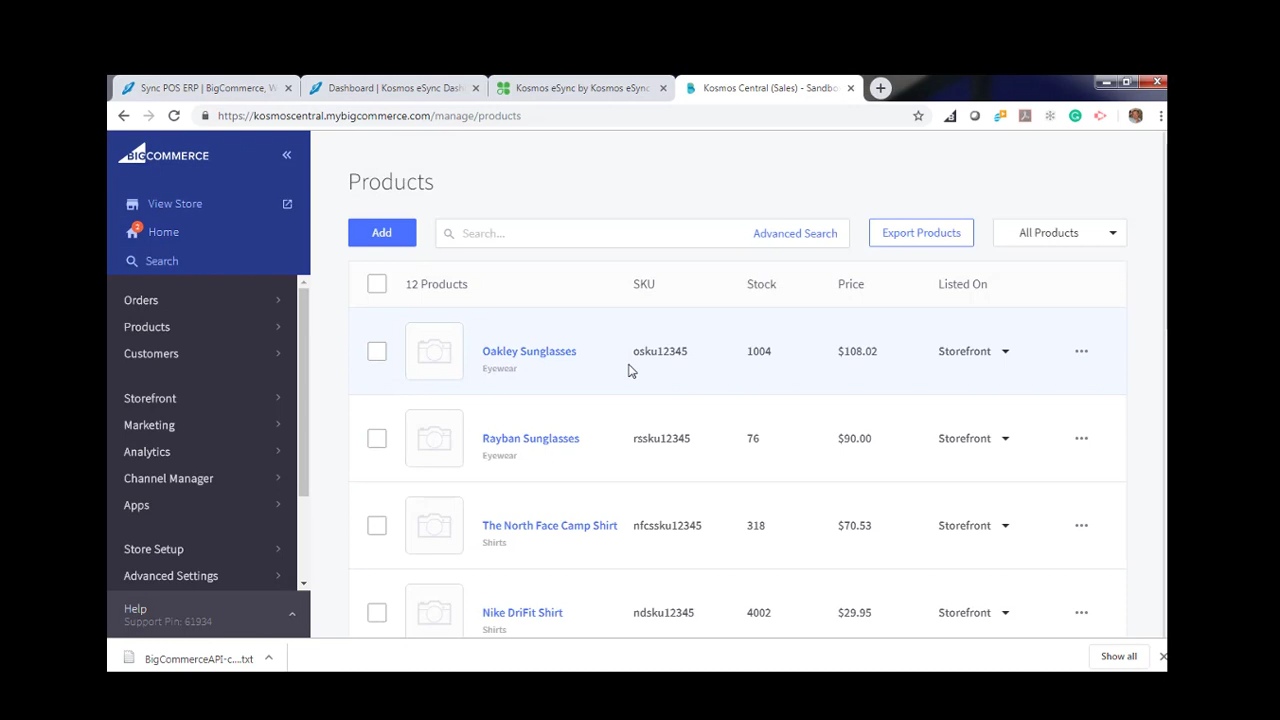 Sync POS ERP | BigCommerce, W
Dashboard | Kosmos eSync Dash
Kosmos eSync by Kosmos eSync
Kosmos Central (Sales) - Sandbo
https://kosmoscentral.mybigcommerce.com/manage/products
BIGCOMMERCE
View Store
2
Home
Search
Orders
Products
Customers
Storefront
Marketing
Analytics
Channel Manager
Apps
Store Setup
Advanced Settings
Help
Support Pin: 61934
Products
Add
Search...
Advanced Search
Export Products
All Products
12 Products SKU Stock Price Listed On
Oakley Sunglasses osku12345 1004 $108.02 Storefront
Eyewear
Rayban Sunglasses rssku12345 76 $90.00 Storefront
Eyewear
The North Face Camp Shirt nfcssku12345 318 $70.53 Storefront
Shirts
Nike DriFit Shirt ndsku12345 4002 $29.95 Storefront
Shirts
BigCommerceAPI-c....txt
Show all